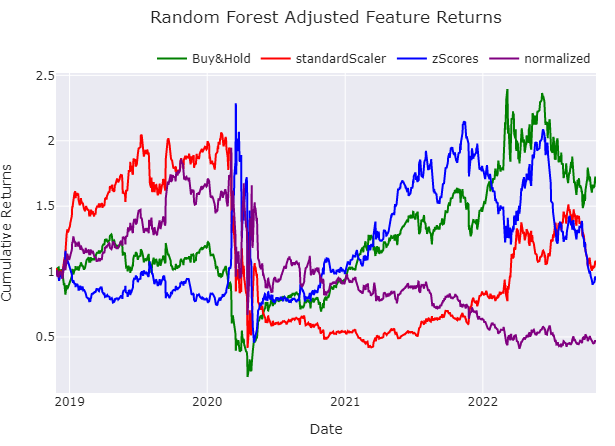 Random Forest Adjusted Feature Returns
Buy&Hold standardScaler zScores normalized
2.5
2
1.5
1
0.5
Cumulative Returns
2019 2020 2021 2022
Date